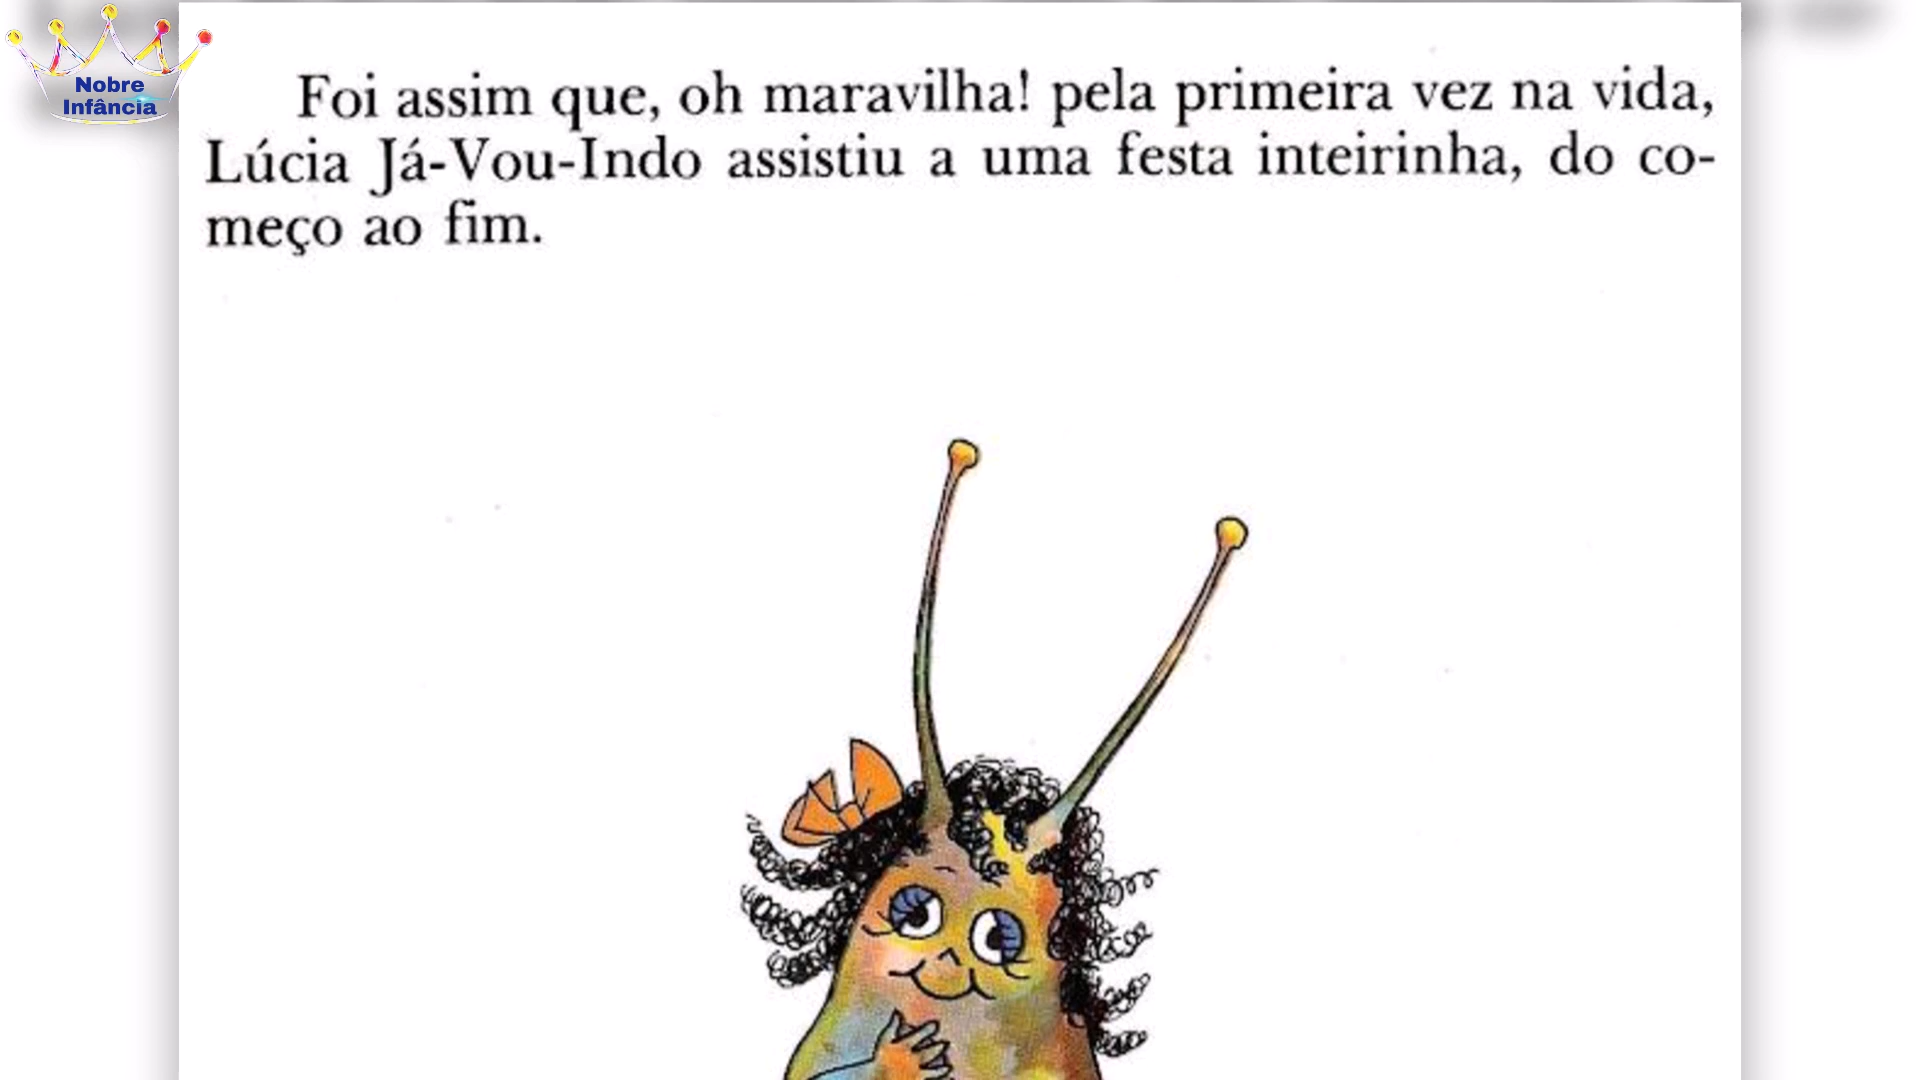 Nobre
Infância
Foi assim que, oh maravilha! pela primeira vez na vida,
Lúcia Já-Vou-Indo assistiu a uma festa inteirinha, do co-
meço ao fim.